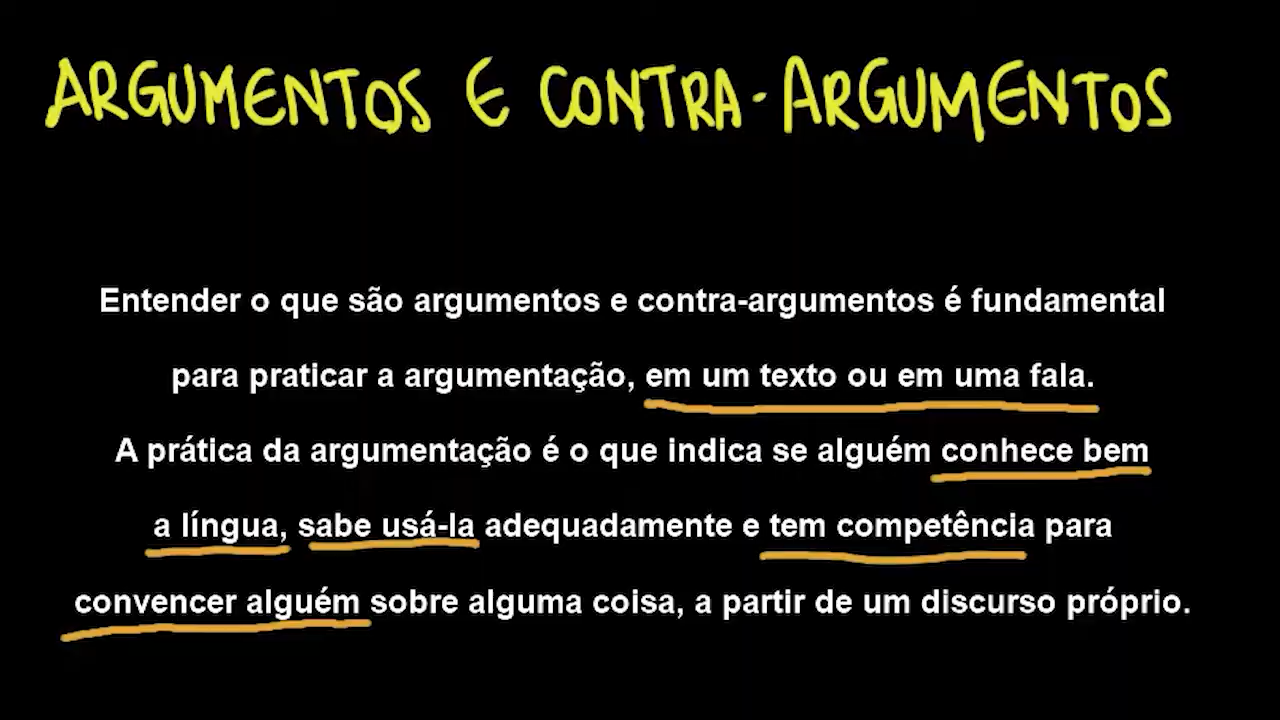 ARGUMENTOS E CONTRA-ARGUMENTOS
Entender o que são argumentos e contra-argumentos é fundamental
para praticar a argumentação, em um texto ou em uma fala.
A prática da argumentação é o que indica se alguém conhece bem
a língua, sabe usá-la adequadamente e tem competência para
convencer alguém sobre alguma coisa, a partir de um discurso próprio.